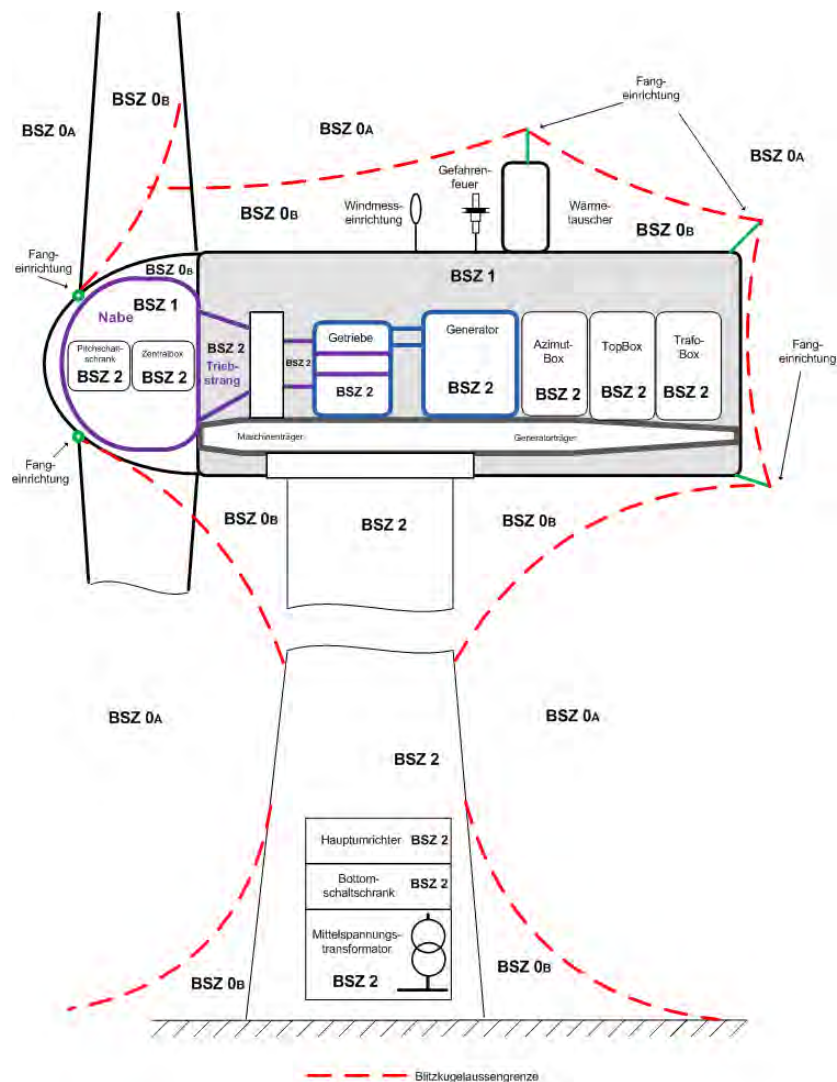 Fang-
einrichtung
BSZ 0B
BSZ 0A
BSZ 0A
BSZ 0A
Gefahren-
feuer
Windmess-
einrichtung
Wärme-
tauscher
BSZ 0B
BSZ 0B
Fang-
einrichtung
BSZ 0B
BSZ 1
BSZ 1
Nabe
Pitchschalt-
schrank
BSZ 2
Zentralbox
BSZ 2
BSZ 2
Trieb-
strang
BSZ 2
Getriebe
BSZ 2
Generator
BSZ 2
Azimut-
Box
BSZ 2
TopBox
BSZ 2
Trafo-
Box
BSZ 2
Fang-
einrichtung
Maschinenträger
Generatorträger
Fang-
einrichtung
BSZ 0B
BSZ 2
BSZ 0B
BSZ 0A
BSZ 0A
BSZ 2
Hauptumrichter BSZ 2
Bottom-
schaltschrank BSZ 2
Mittelspannungs-
transformator
BSZ 2
BSZ 0B
BSZ 0B
Blitzkugelaussengrenze